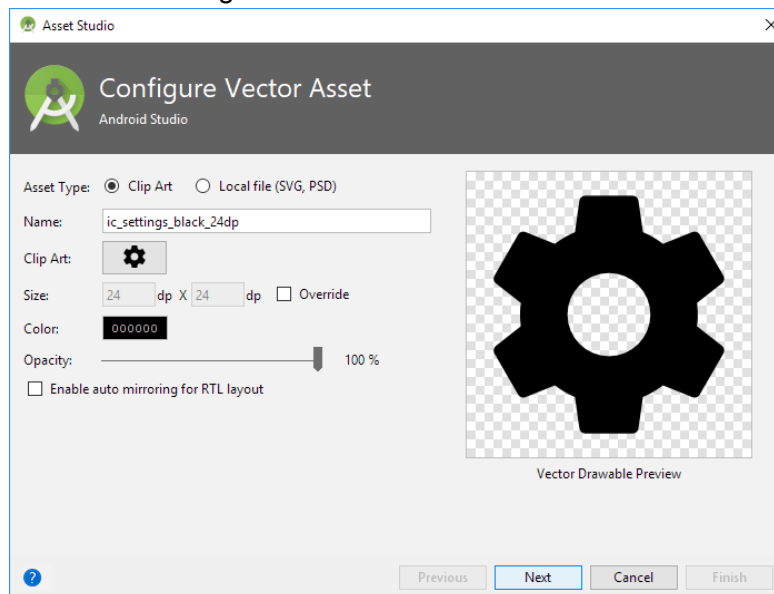 Asset Studio
Configure Vector Asset
Android Studio
Asset Type: Clip Art Local file (SVG, PSD)
Name: ic_settings_black_24dp
Clip Art:
Size: 24 dp X 24 dp Override
Color: 000000
Opacity: 100 %
Enable auto mirroring for RTL layout
Vector Drawable Preview
? Previous Next Cancel Finish